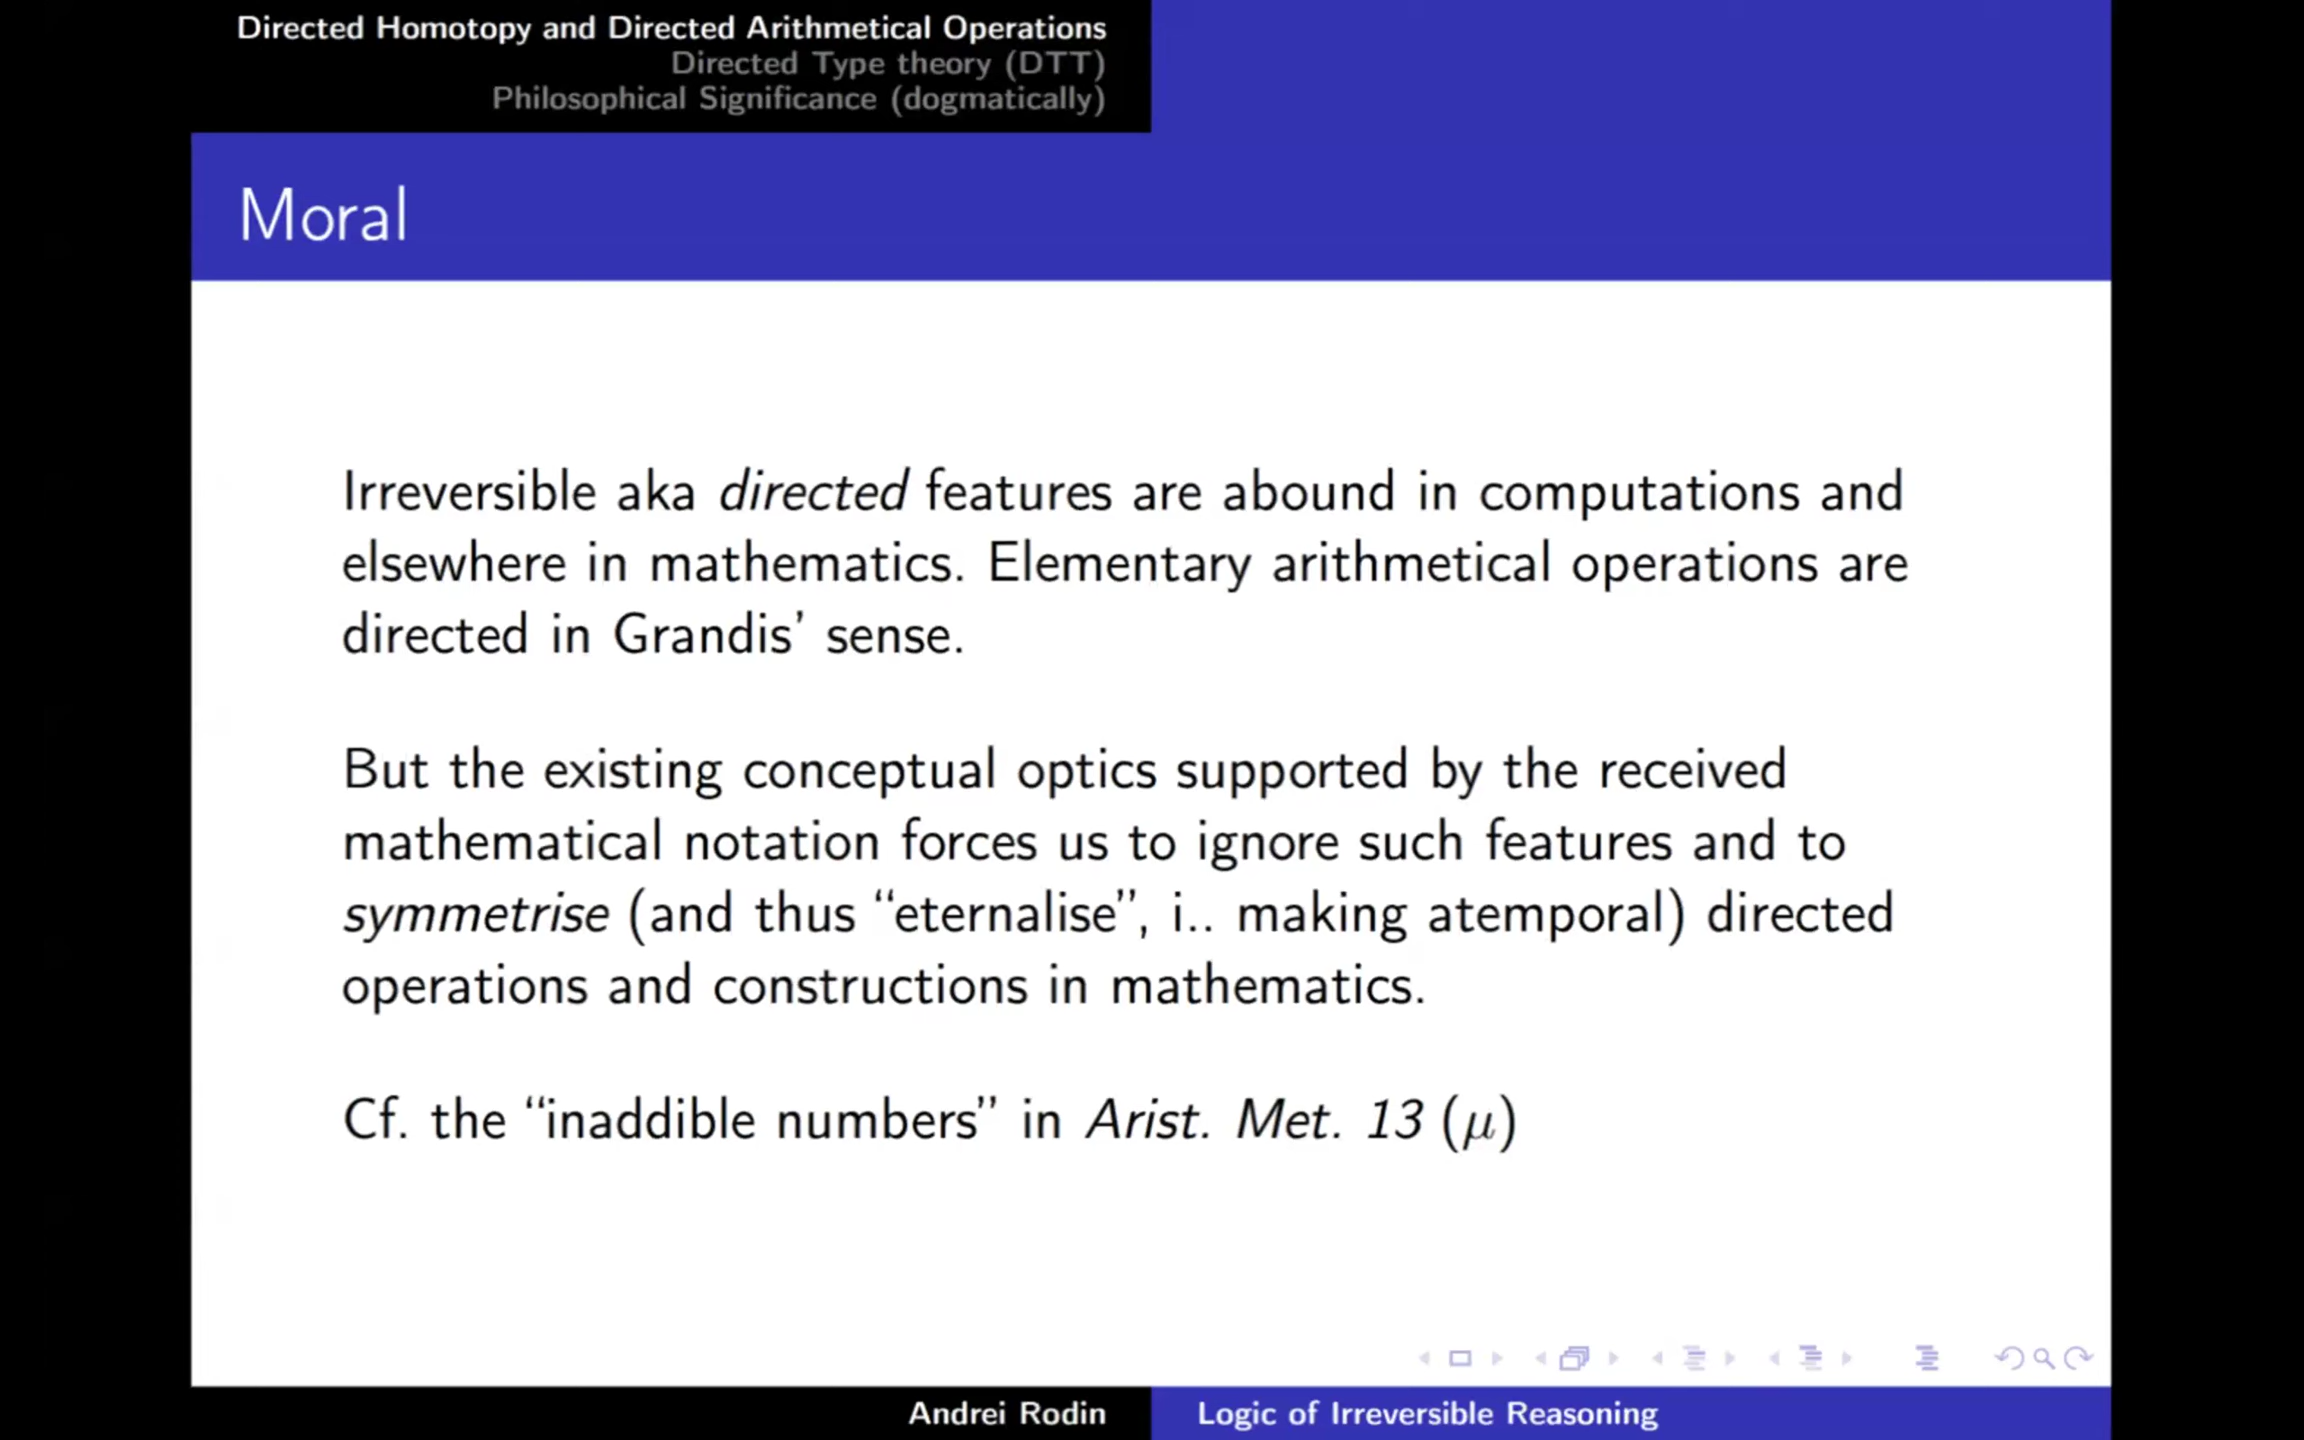 Directed Homotopy and Directed Arithmetical Operations
Directed Type theory (DTT)
Philosophical Significance (dogmatically)
Moral
Irreversible aka directed features are abound in computations and
elsewhere in mathematics. Elementary arithmetical operations are
directed in Grandis’ sense.
But the existing conceptual optics supported by the received
mathematical notation forces us to ignore such features and to
symmetrise (and thus “eternalise”, i.. making atemporal) directed
operations and constructions in mathematics.
Cf. the “inaddible numbers” in Arist. Met. 13 (μ)
Andrei Rodin
Logic of Irreversible Reasoning